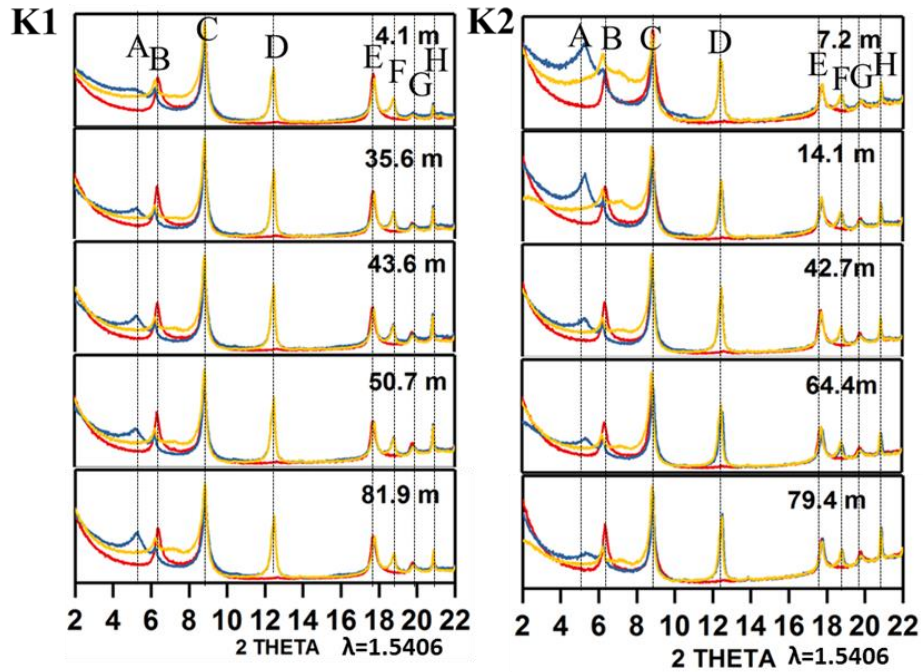 K1
K2
A B C D E F G H
4.1 m
35.6 m
43.6 m
50.7 m
81.9 m
2 4 6 8 10 12 14 16 18 20 22
2 THETA λ=1.5406
A B C D E F G H
7.2 m
14.1 m
42.7m
64.4m
79.4 m
2 4 6 8 10 12 14 16 18 20 22
2 THETA λ=1.5406